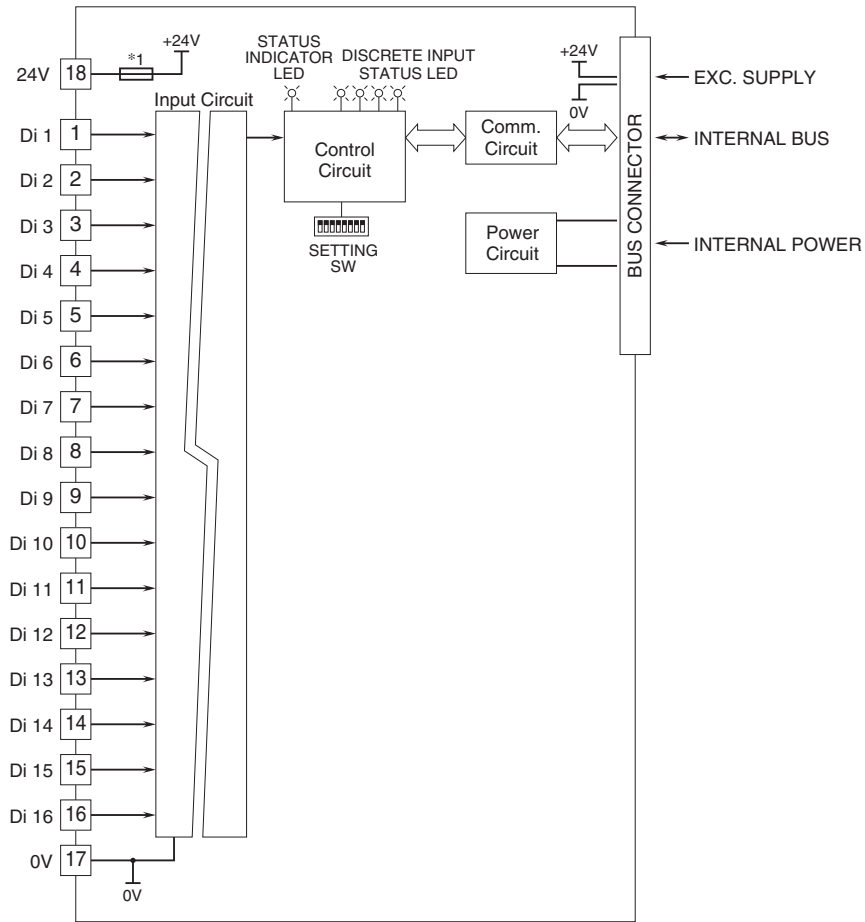 24V 18 *1 +24V
STATUS
INDICATOR
LED
DISCRETE INPUT
STATUS LED
+24V
0V
EXC. SUPPLY
Input Circuit
Di 1 1
Control
Circuit
Comm.
Circuit
BUS CONNECTOR
INTERNAL BUS
Di 2 2
Di 3 3
SETTING
SW
Power
Circuit
INTERNAL POWER
Di 4 4
Di 5 5
Di 6 6
Di 7 7
Di 8 8
Di 9 9
Di 10 10
Di 11 11
Di 12 12
Di 13 13
Di 14 14
Di 15 15
Di 16 16
0V 17
0V